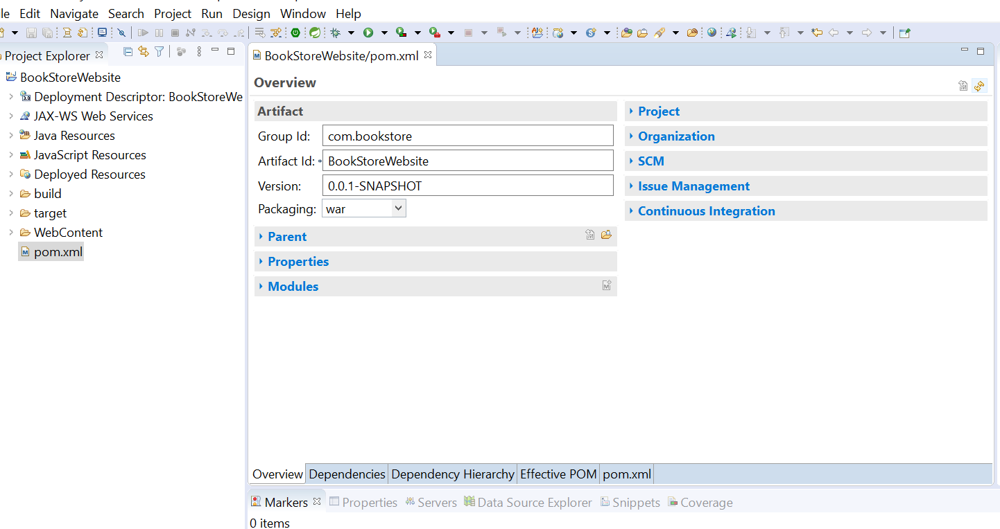 le Edit Navigate Search Project Run Design Window Help
Project Explorer
BookStoreWebsite
Deployment Descriptor: BookStoreWe
JAX-WS Web Services
Java Resources
JavaScript Resources
Deployed Resources
build
target
WebContent
pom.xml
BookStoreWebsite/pom.xml
Overview
Artifact
Group Id: com.bookstore
Artifact Id: * BookStoreWebsite
Version: 0.0.1-SNAPSHOT
Packaging: war
Parent
Properties
Modules
Project
Organization
SCM
Issue Management
Continuous Integration
Overview Dependencies Dependency Hierarchy Effective POM pom.xml
Markers Properties Servers Data Source Explorer Snippets Coverage
0 items